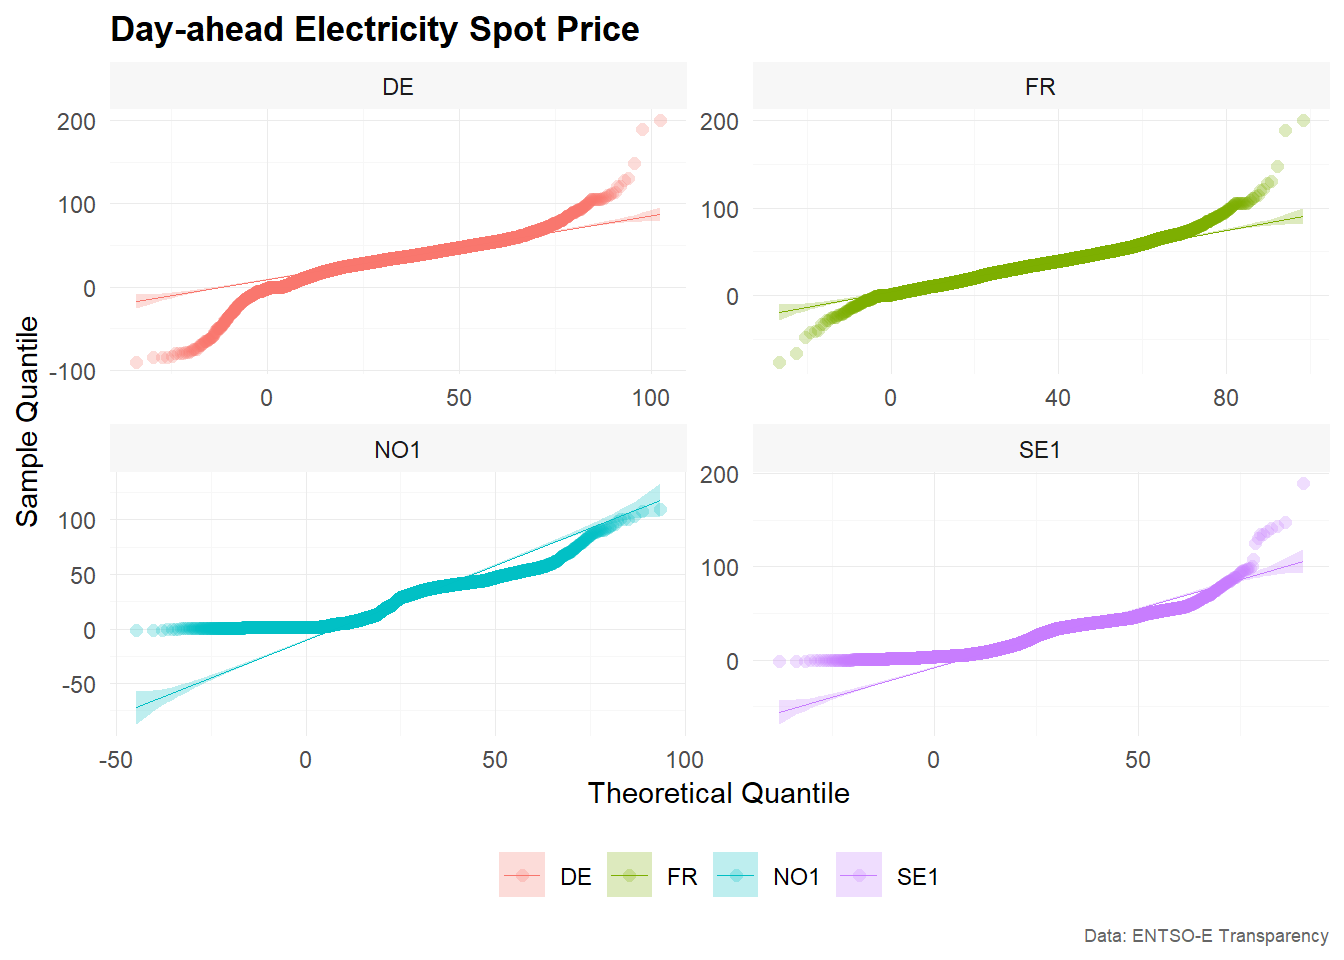 Day-ahead Electricity Spot Price
DE
FR
200
100
0
-100
0
50
100
200
100
0
0
40
80
Sample Quantile
NO1
SE1
100
50
0
-50
-50
0
50
100
200
100
0
0
50
Theoretical Quantile
DE FR NO1 SE1
Data: ENTSO-E Transparency